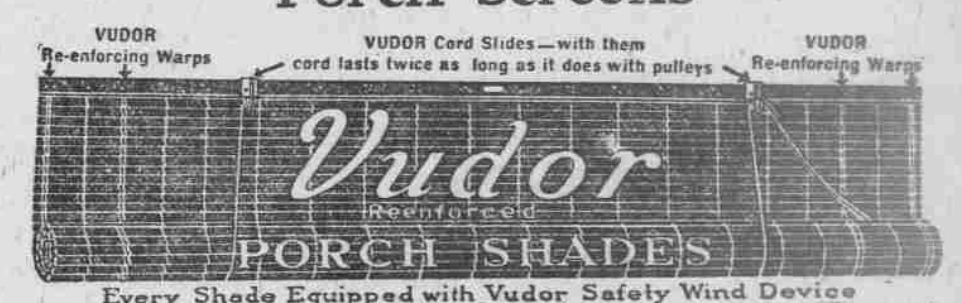 Porch Screens
VUDOR
Re-enforcing Warps
VUDOR Cord Slides—with them
cord lasts twice as long as it does with pulleys
VUDOR
Re-enforcing Warps
Vudor
Reenforced
PORCH SHADES
Every Shade Equipped with Vudor Safety Wind Device